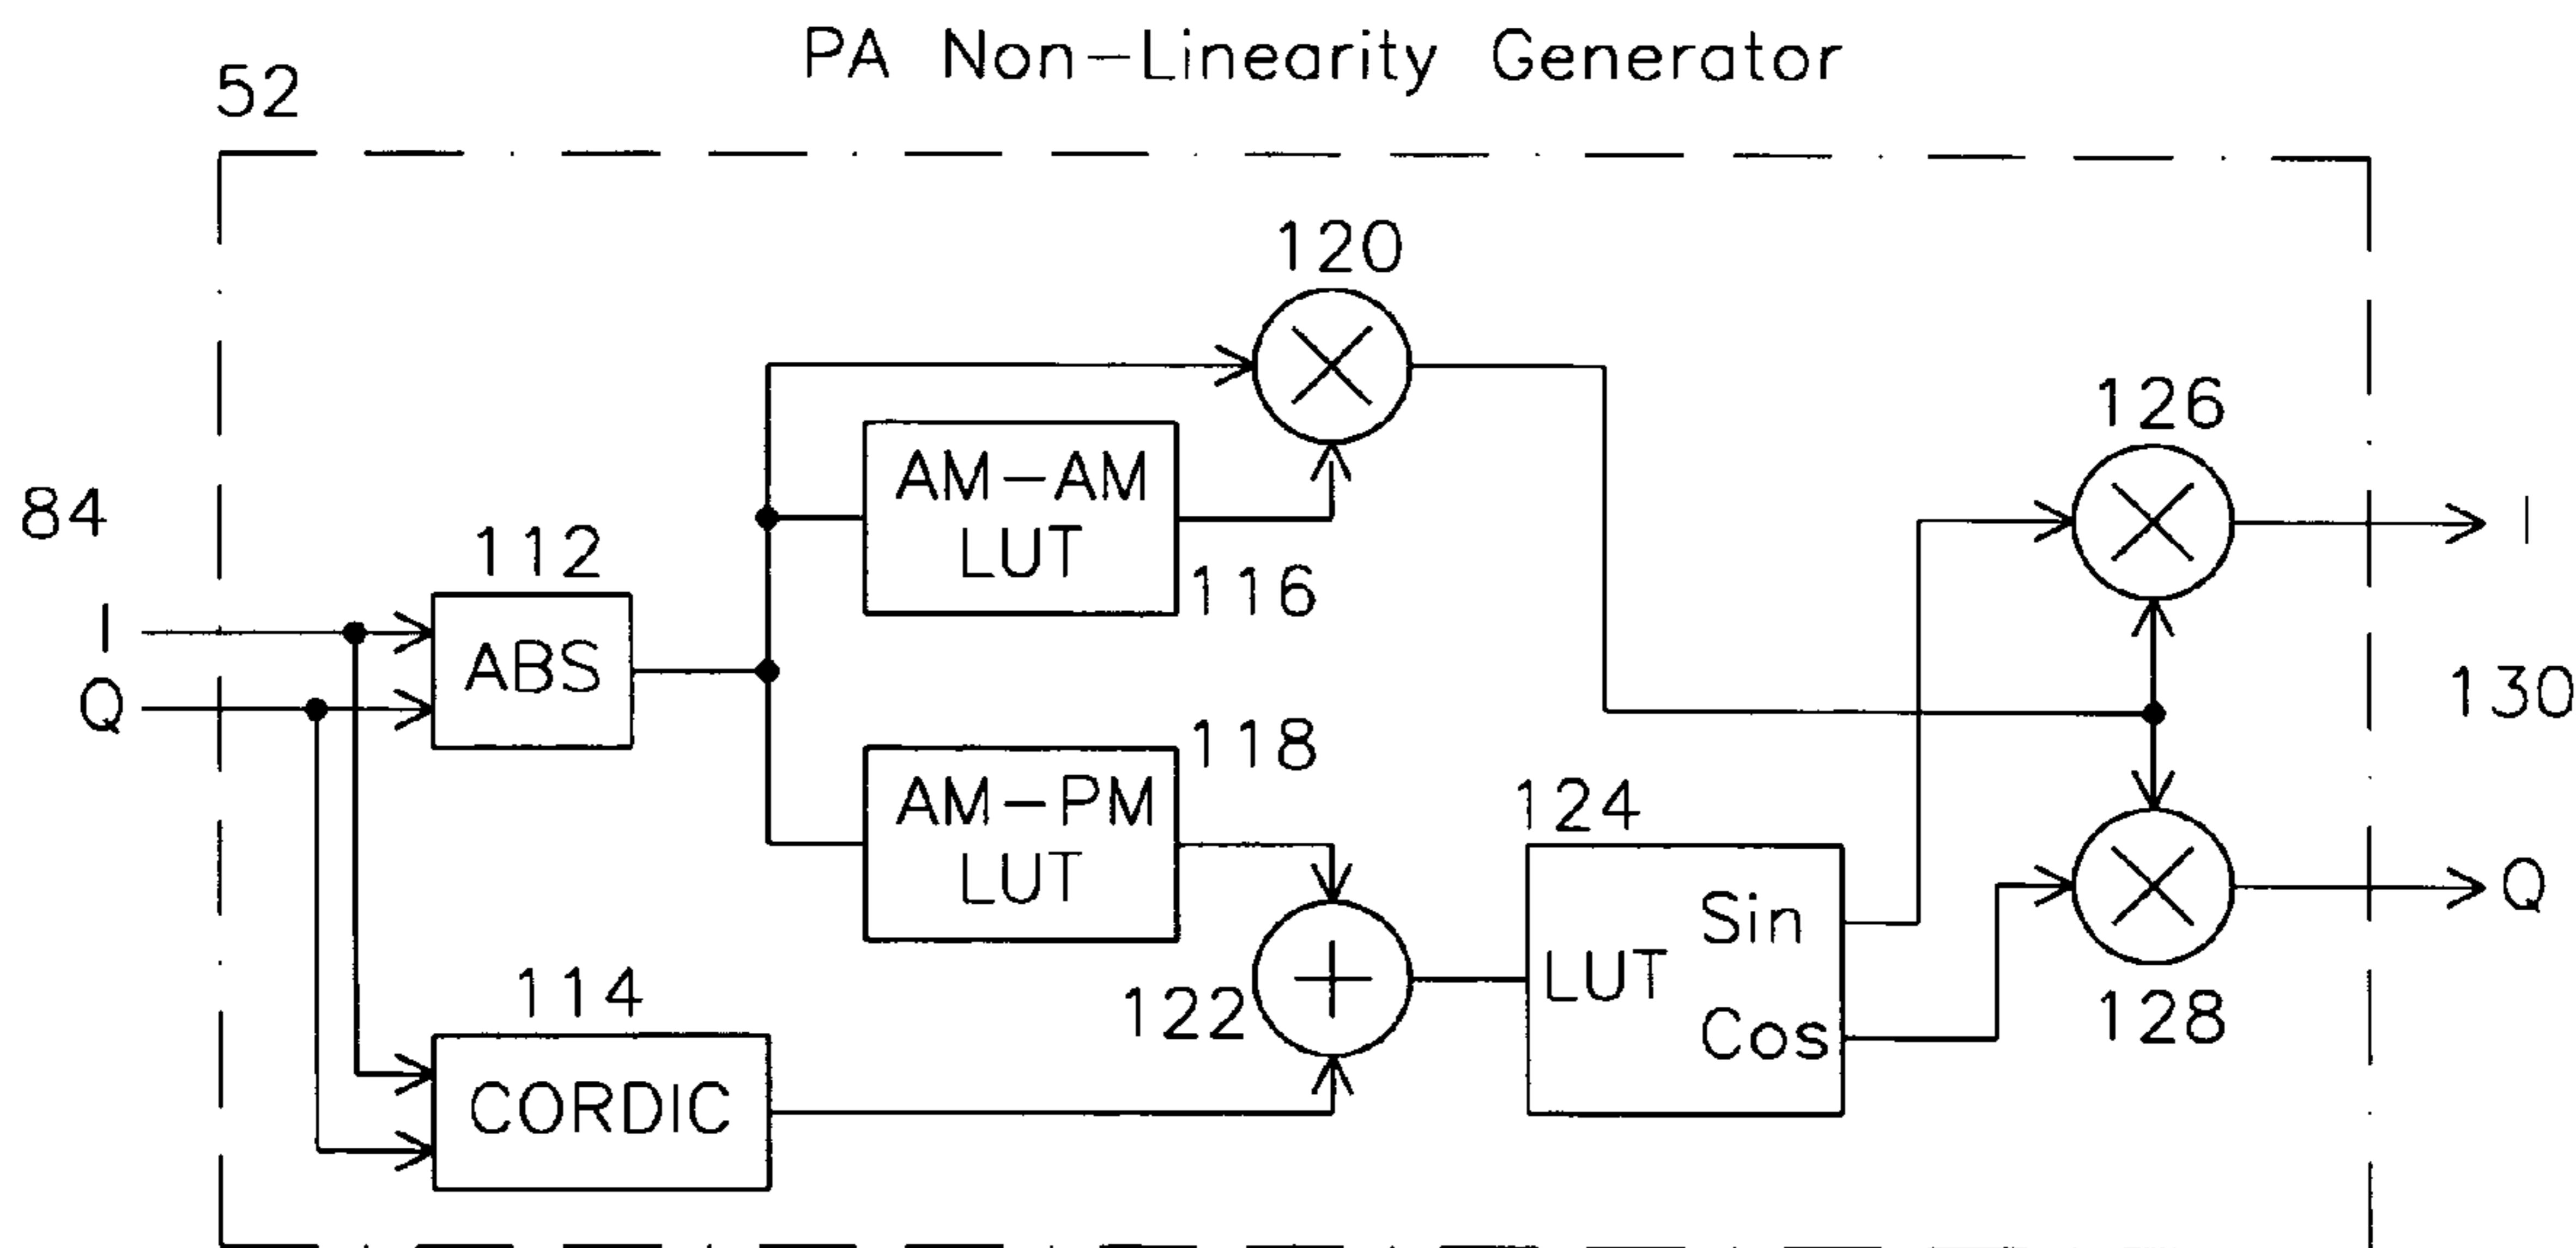 PA Non-Linearity Generator
52
120
126
84
AM-AM
LUT
112
116
I
I
ABS
130
Q
118
AM-PM
LUT
124
Sin
Q
LUT
114
122
Cos
128
CORDIC